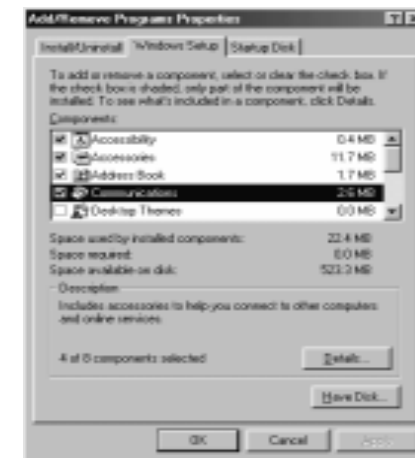 Add/Remove Programs Properties
Install/Uninstall Windows Setup Startup Disk
To add or remove a component, select or clear the check box. If
the check box is shaded, only part of the component will be
installed. To see what's included in a component, click Details.
Components:
Accessibility 0.4 MB
Accessories 11.7 MB
Address Book 1.7 MB
Communications 2.6 MB
Desktop Themes 0.0 MB
Space used by installed components: 22.4 MB
Space required: 0.0 MB
Space available on disk: 523.3 MB
Description
Includes accessories to help you connect to other computers
and online services.
4 of 8 components selected Details...
Have Disk...
OK Cancel Apply